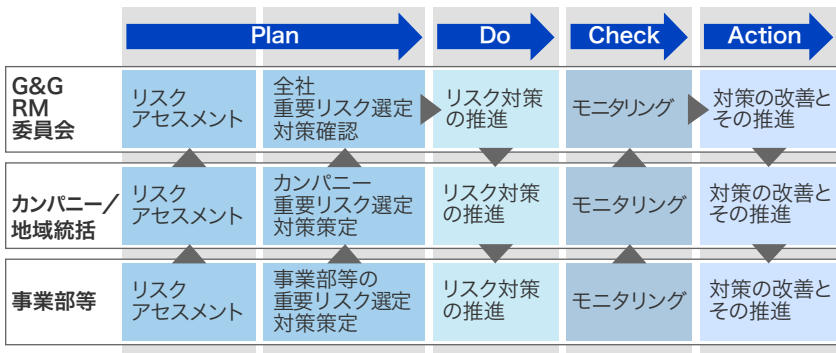 Plan
Do
Check
Action
G&G
RM
委員会
リスク
アセスメント
全社
重要リスク選定
対策確認
リスク対策
の推進
モニタリング
対策の改善と
その推進
カンパニー/
地域統括
リスク
アセスメント
カンパニー
重要リスク選定
対策策定
リスク対策
の推進
モニタリング
対策の改善と
その推進
事業部等
リスク
アセスメント
事業部等の
重要リスク選定
対策策定
リスク対策
の推進
モニタリング
対策の改善と
その推進